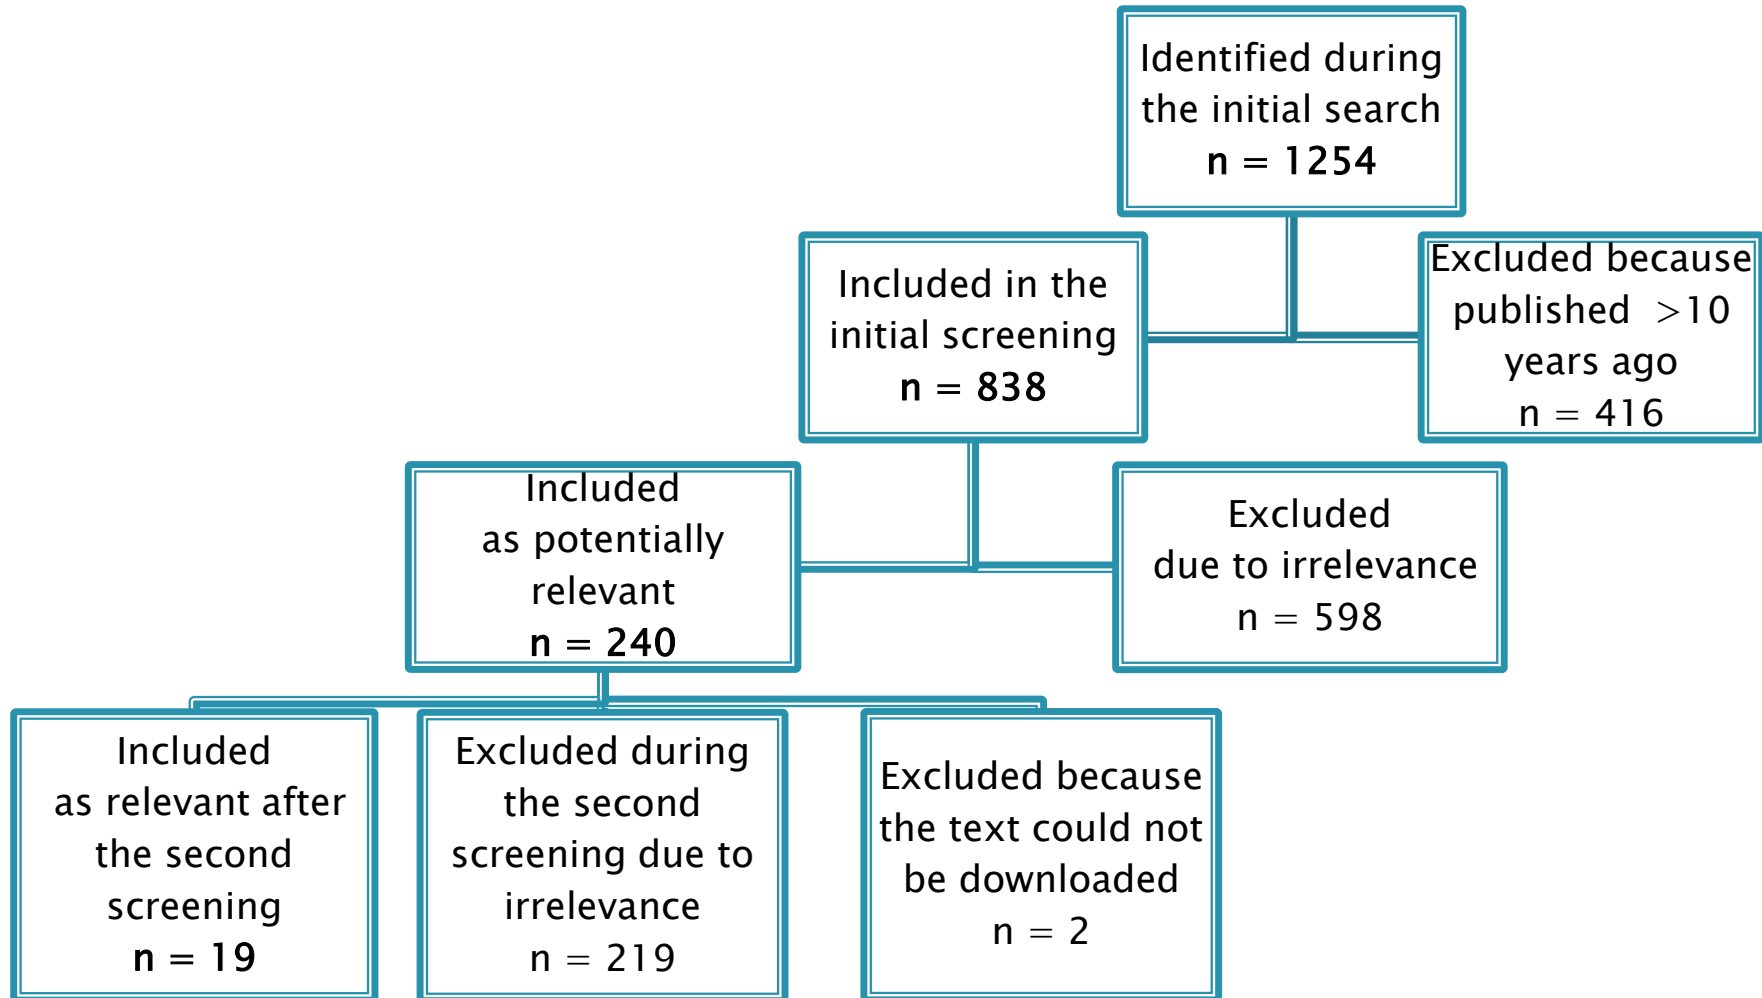 Identified during
the initial search
n = 1254
Included in the
initial screening
n = 838
Excluded because
published  >10
years ago
n = 416
Included
as potentially
relevant
n = 240
Excluded
due to irrelevance
n = 598
Included
as relevant after
the second
screening
n = 19
Excluded during
the second
screening due to
irrelevance
n = 219
Excluded because
the text could not
be downloaded
n = 2